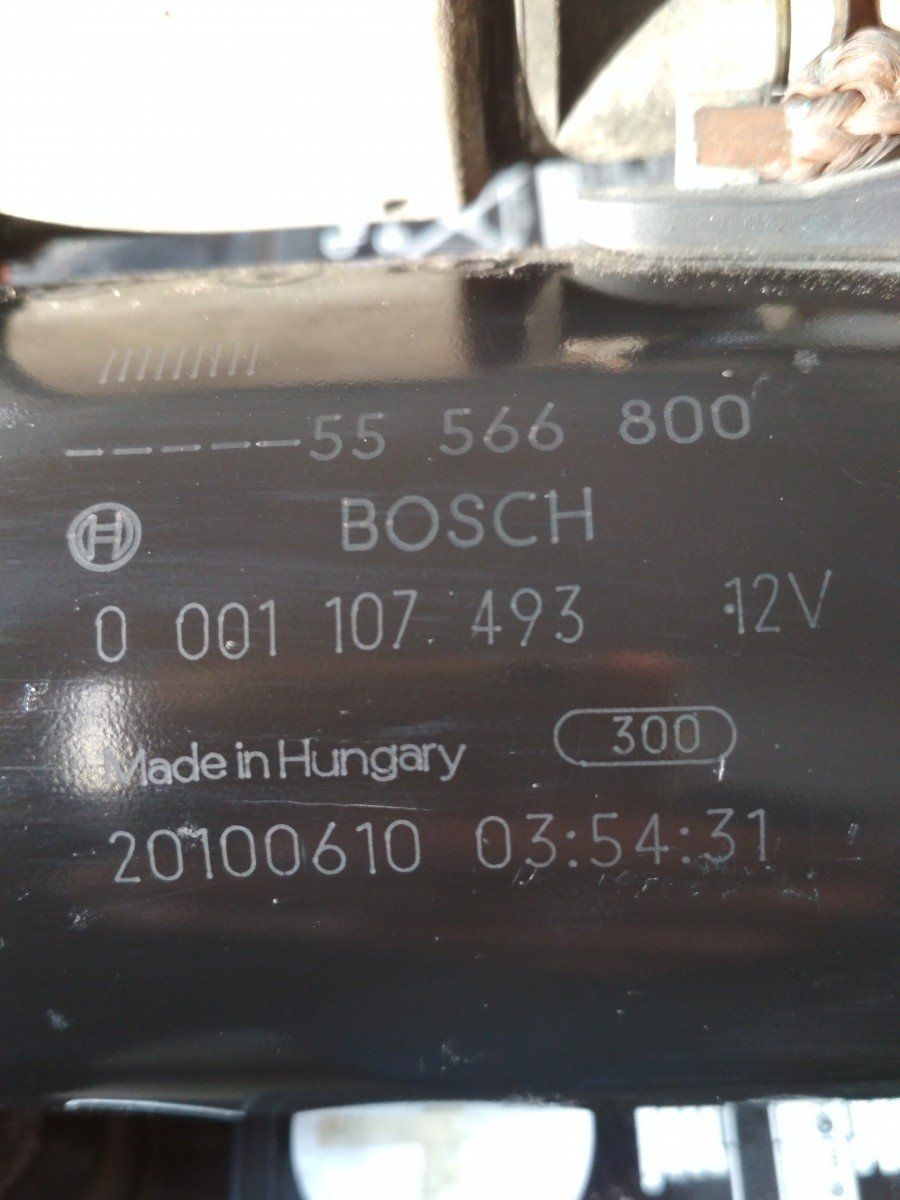 //////////
------55 566 800
BOSCH
0 001 107 493 12V
Made in Hungary 300
20100610 03:54:31